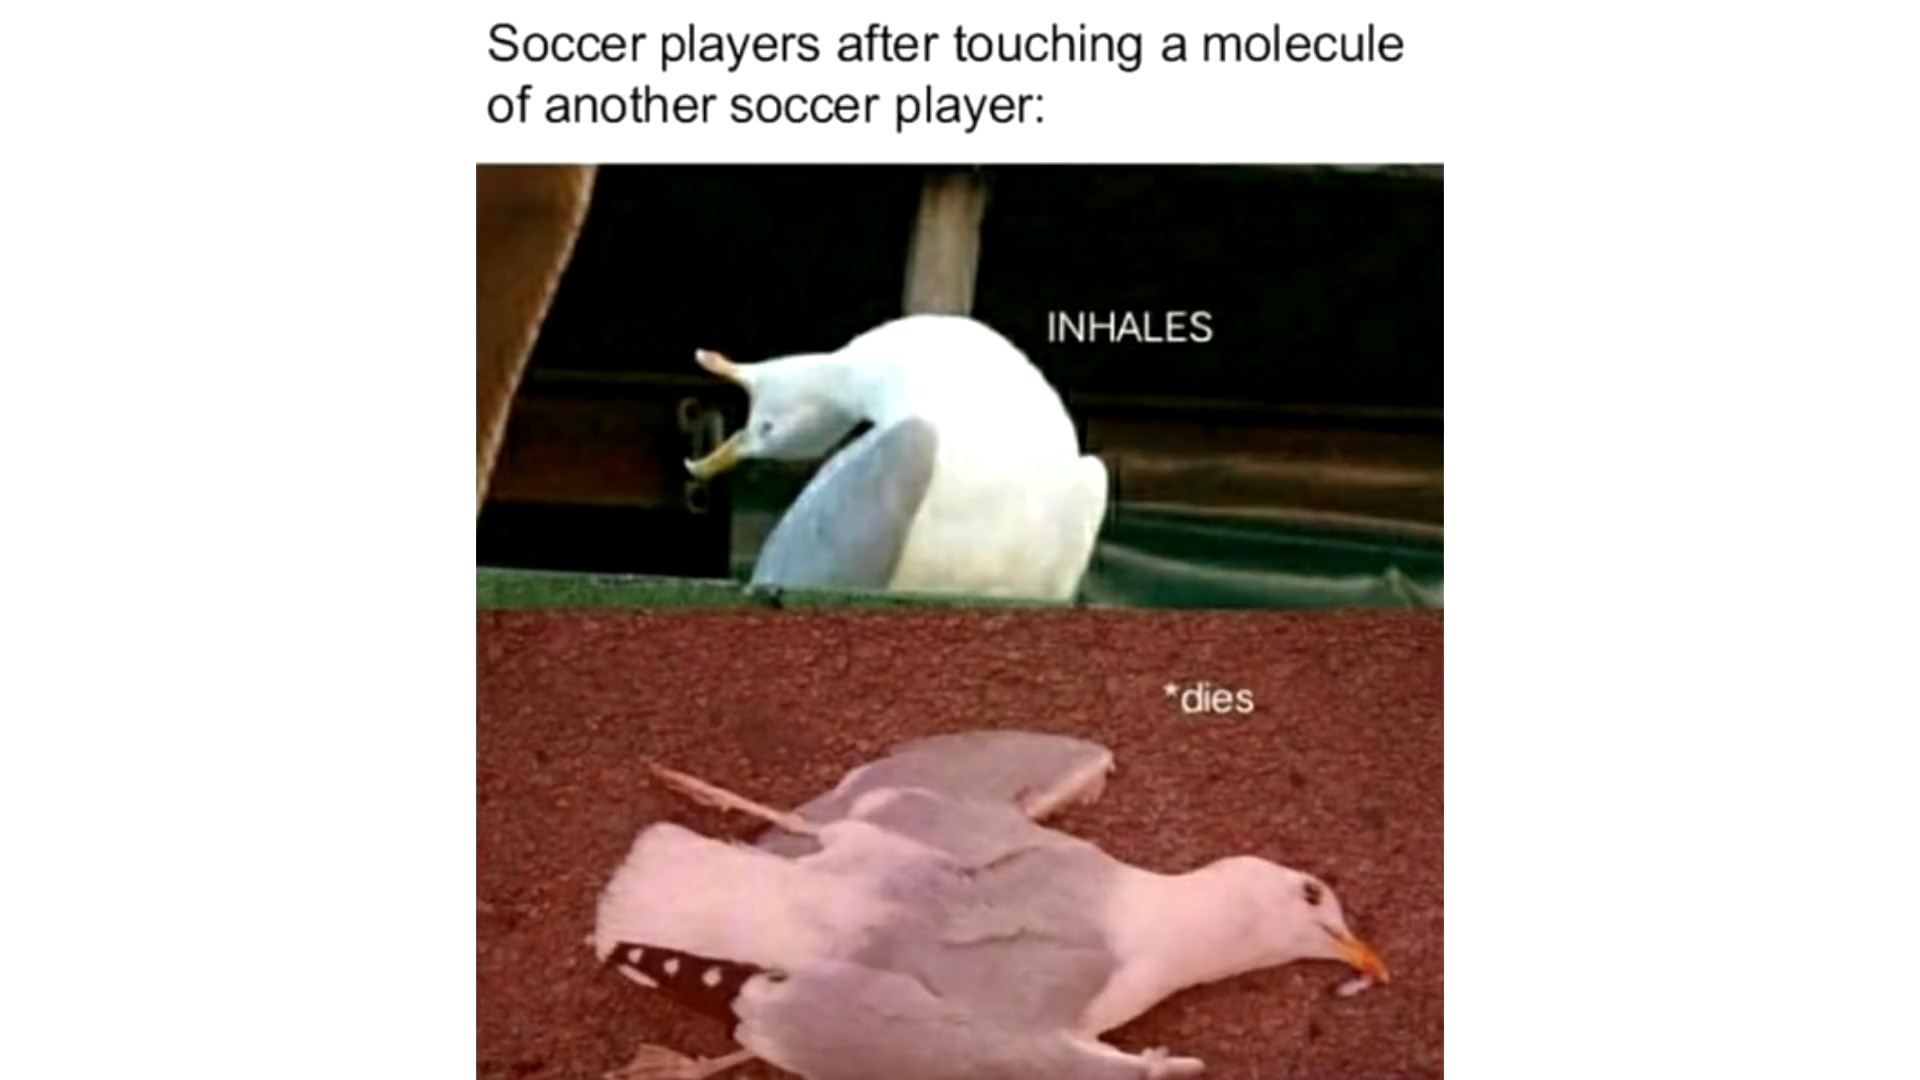 Soccer players after touching a molecule
of another soccer player:
INHALES
*dies